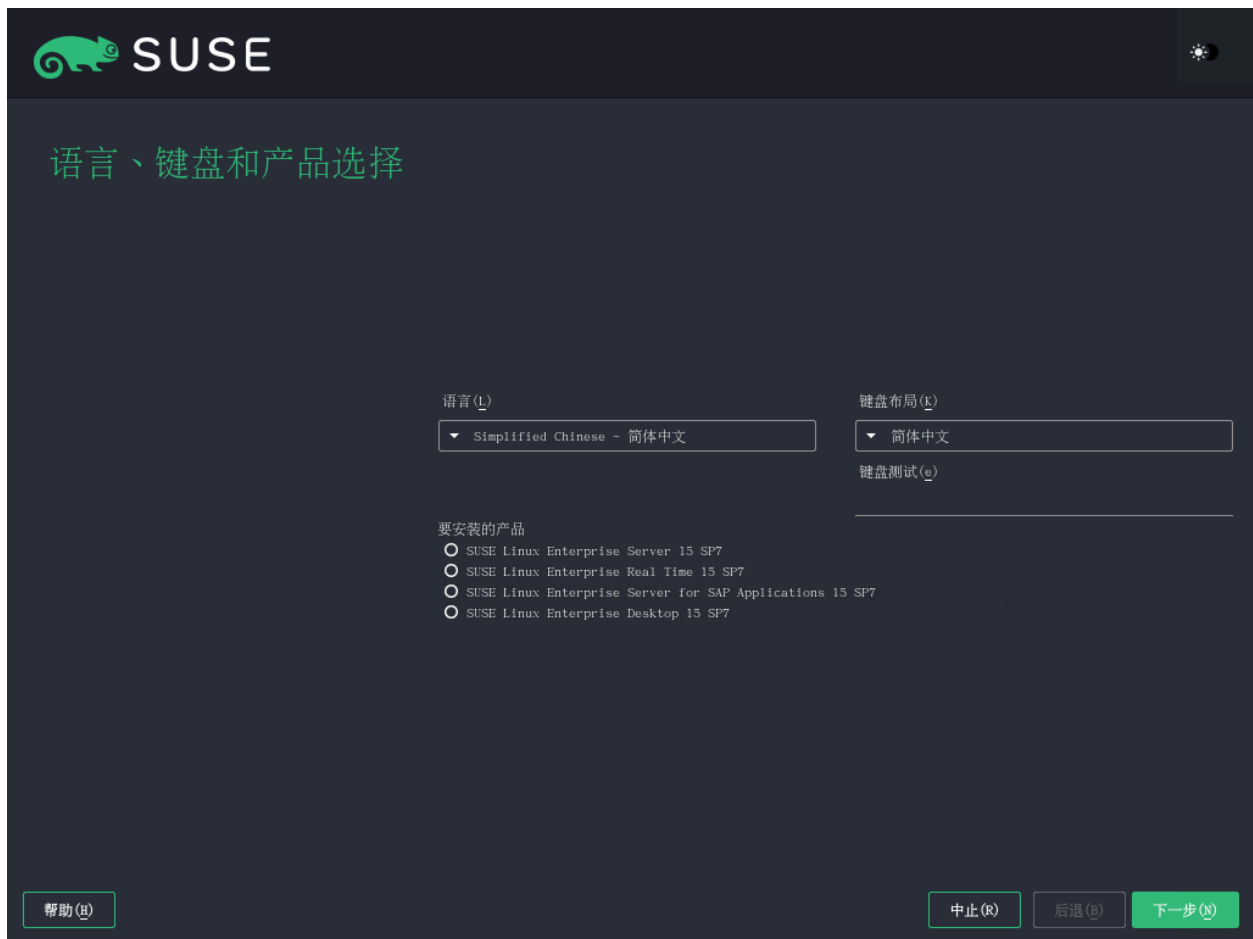 SUSE
语言、键盘和产品选择
语言(L)
Simplified Chinese - 简体中文
键盘布局(K)
简体中文
键盘测试(e)
要安装的产品
SUSE Linux Enterprise Server 15 SP7
SUSE Linux Enterprise Real Time 15 SP7
SUSE Linux Enterprise Server for SAP Applications 15 SP7
SUSE Linux Enterprise Desktop 15 SP7
帮助(H)
中止(R)
后退(B)
下一步(N)